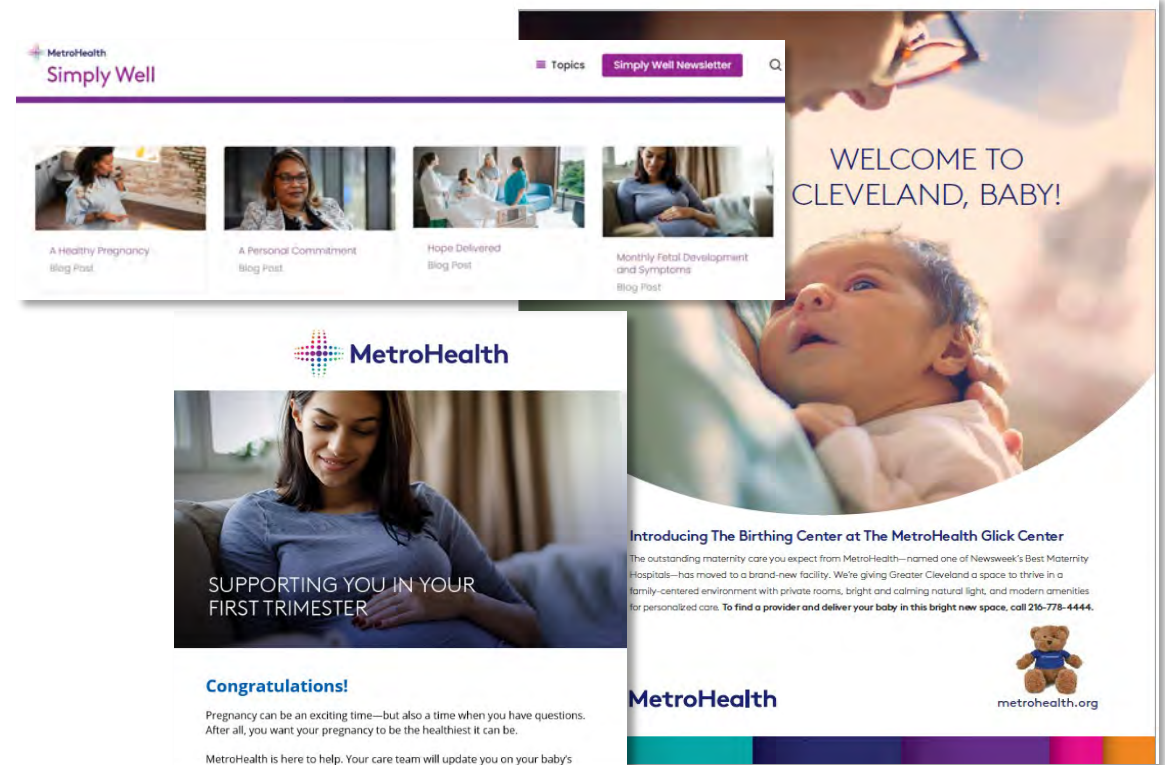 MetroHealth
Simply Well
Topics
Simply Well Newsletter
A Healthy Pregnancy
Blog Post
A Personal Commitment
Blog Post
Hope Delivered
Blog Post
Monthly Fetal Development
and Symptoms
Blog Post
WELCOME TO
CLEVELAND, BABY!
Introducing The Birthing Center at The MetroHealth Glick Center
The outstanding maternity care you expect from MetroHealth—named one of Newsweek's Best Maternity
Hospitals—has moved to a brand-new facility. We're giving Greater Cleveland a space to thrive in a
family-centered environment with private rooms, bright and calming natural light, and modern amenities
for personalized care. To find a provider and deliver your baby in this bright new space, call 216-778-4444.
MetroHealth
metrohealth.org
MetroHealth
SUPPORTING YOU IN YOUR
FIRST TRIMESTER
Congratulations!
Pregnancy can be an exciting time—but also a time when you have questions.
After all, you want your pregnancy to be the healthiest it can be.
MetroHealth is here to help. Your care team will update you on your baby's